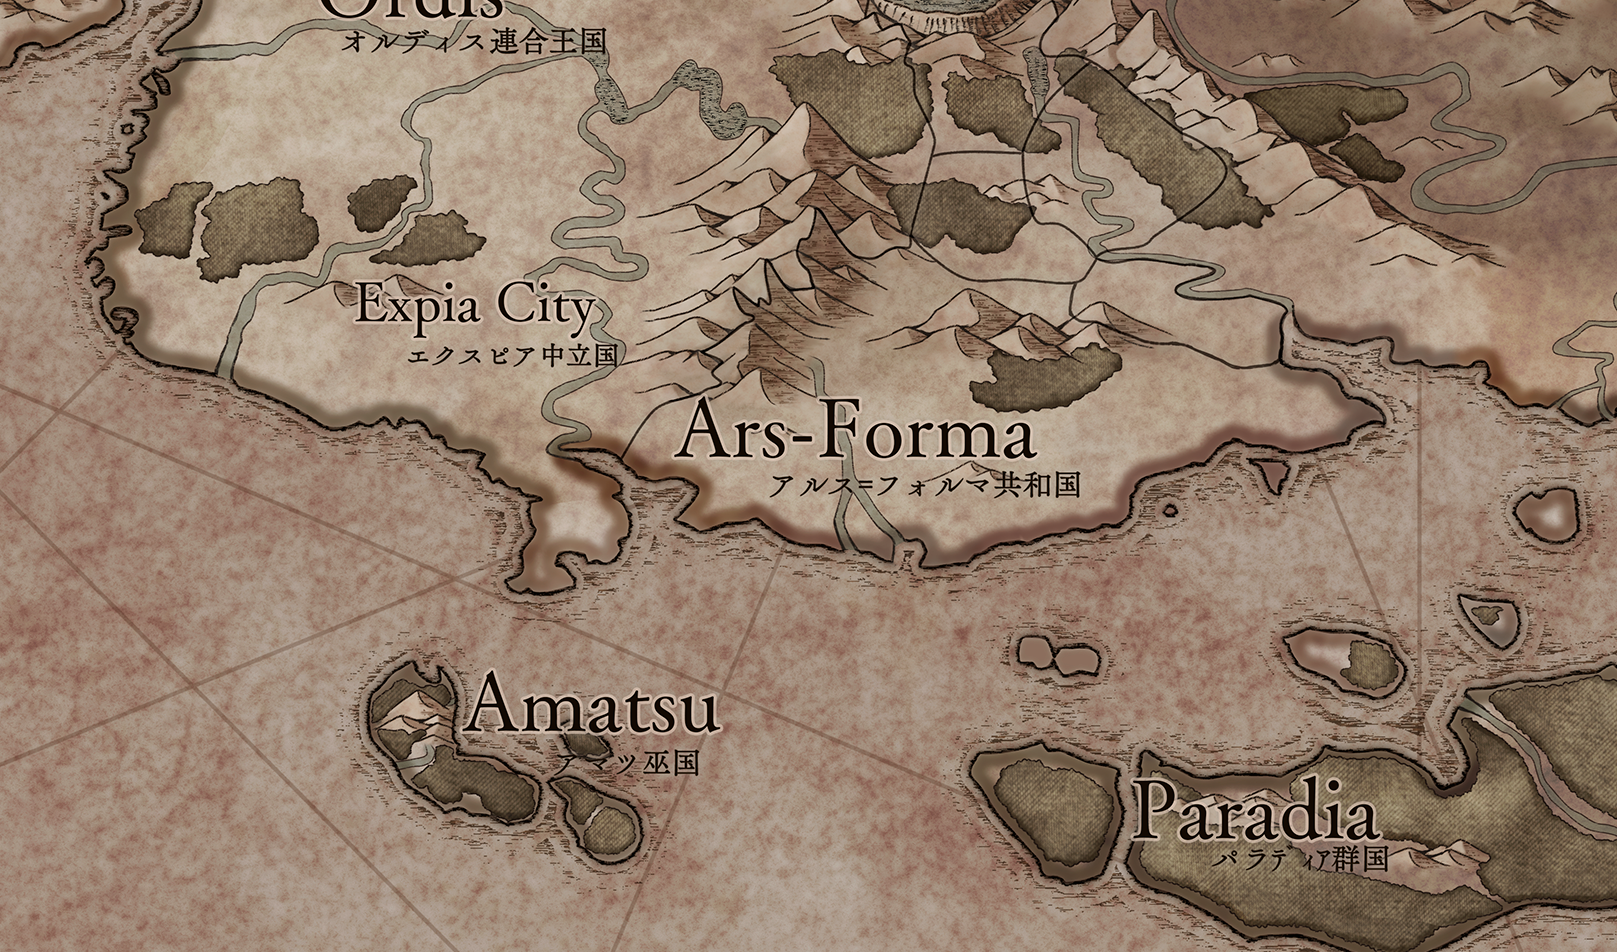 Ordis
オルディス連合王国
Expia City
エクスピア中立国
Ars-Forma
アルス=フォルマ共和国
Amatsu
アマツ巫国
Paradia
パラディア群国